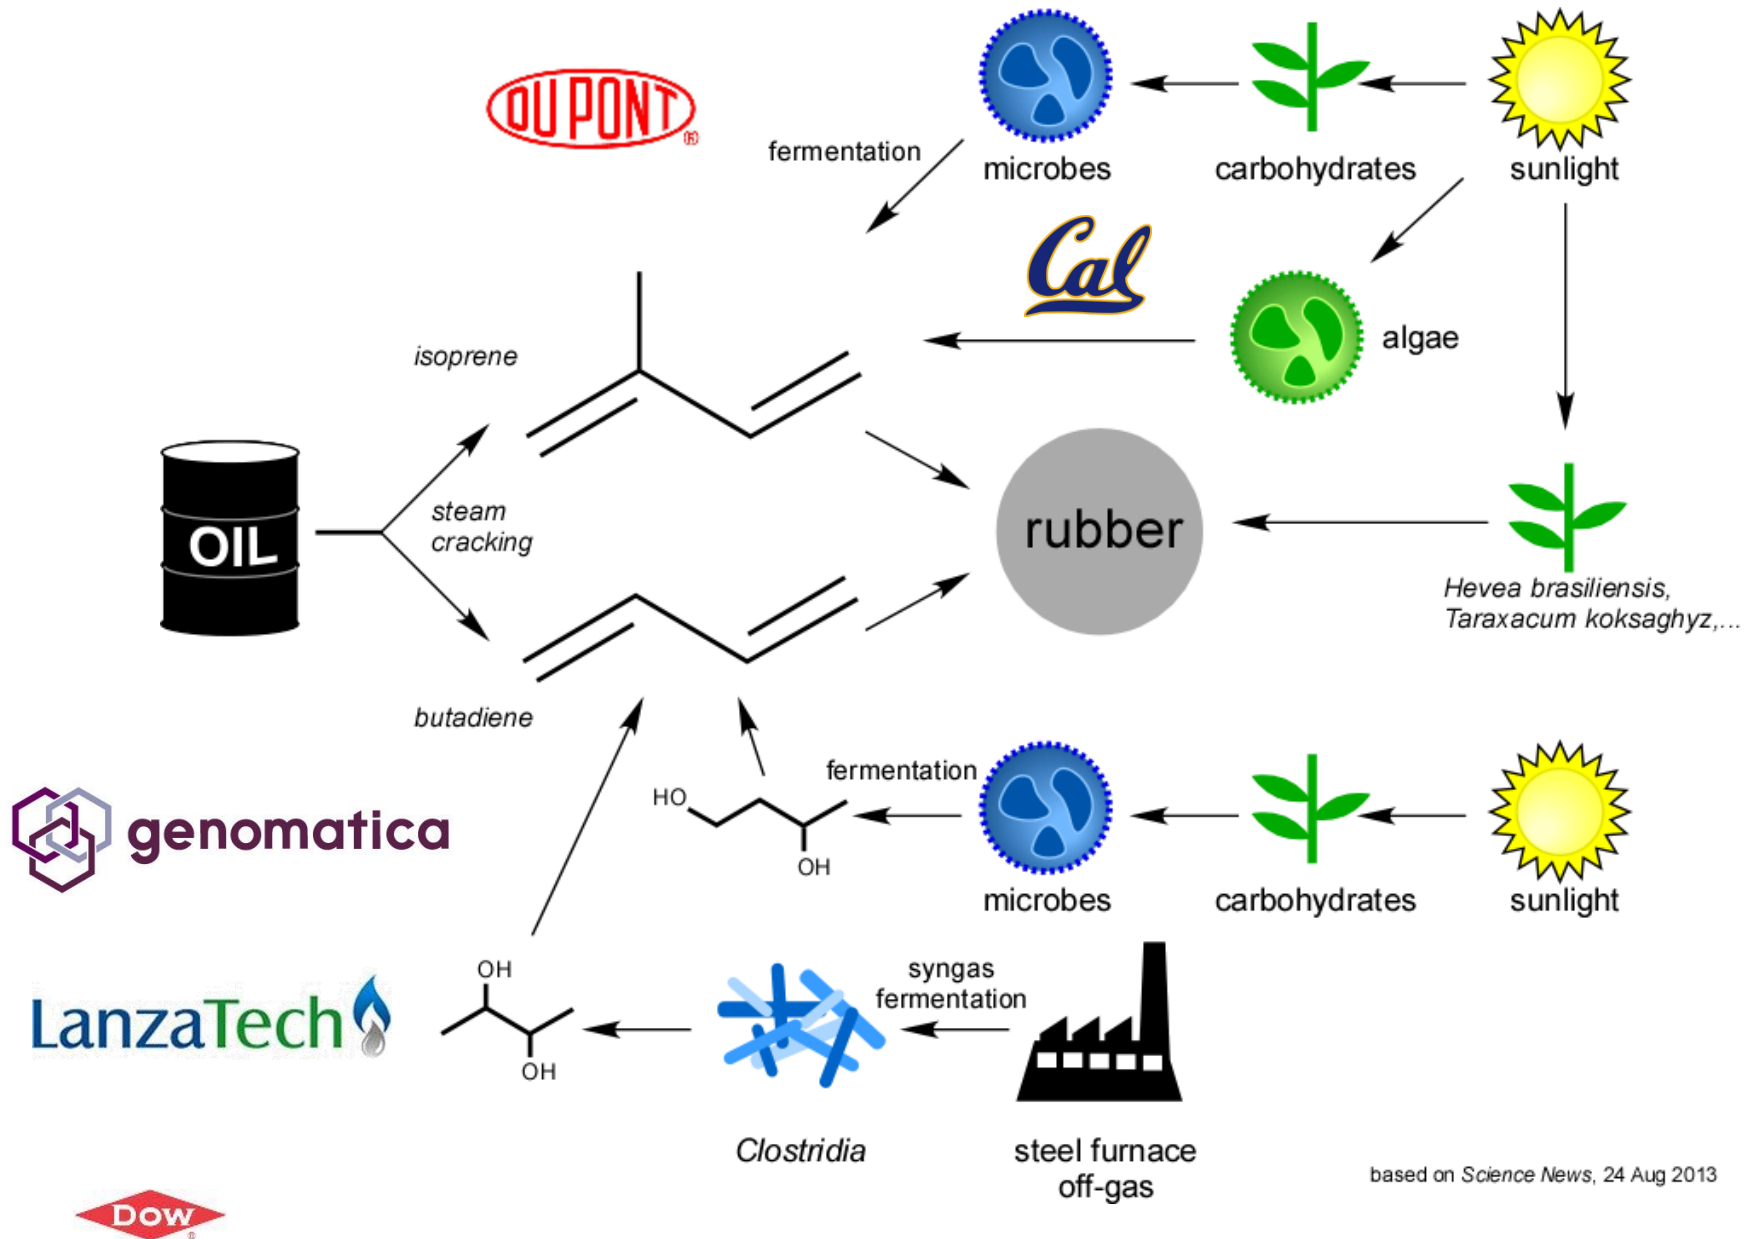 DU PONT
®
fermentation
microbes
carbohydrates
sunlight
Cal
algae
isoprene
OIL
steam
cracking
rubber
Hevea brasiliensis,
Taraxacum koksaghyz,...
butadiene
fermentation
HO
OH
microbes
carbohydrates
sunlight
genomatica
LanzaTech
OH
OH
syngas
fermentation
Clostridia
steel furnace
off-gas
based on Science News, 24 Aug 2013
DOW
®